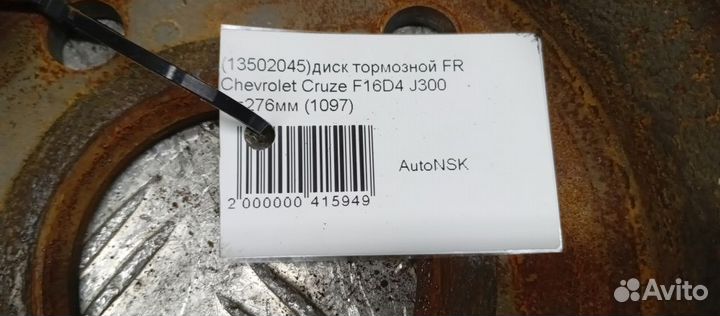 (13502045)диск тормозной FR
Chevrolet Cruze F16D4 J300
=276мм (1097)
AutoNSK
2 000000 415949
Avito